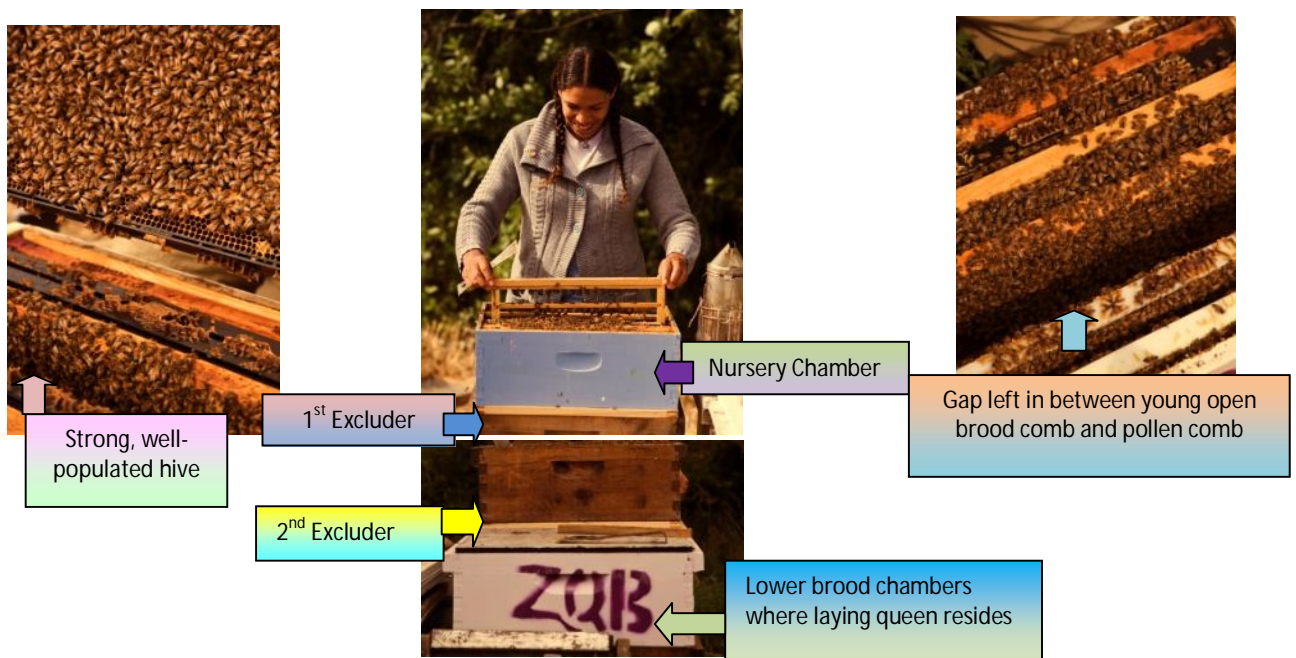 Strong, well-
populated hive
1st Excluder
Nursery Chamber
Gap left in between young open
brood comb and pollen comb
2nd Excluder
ZQB
Lower brood chambers
where laying queen resides